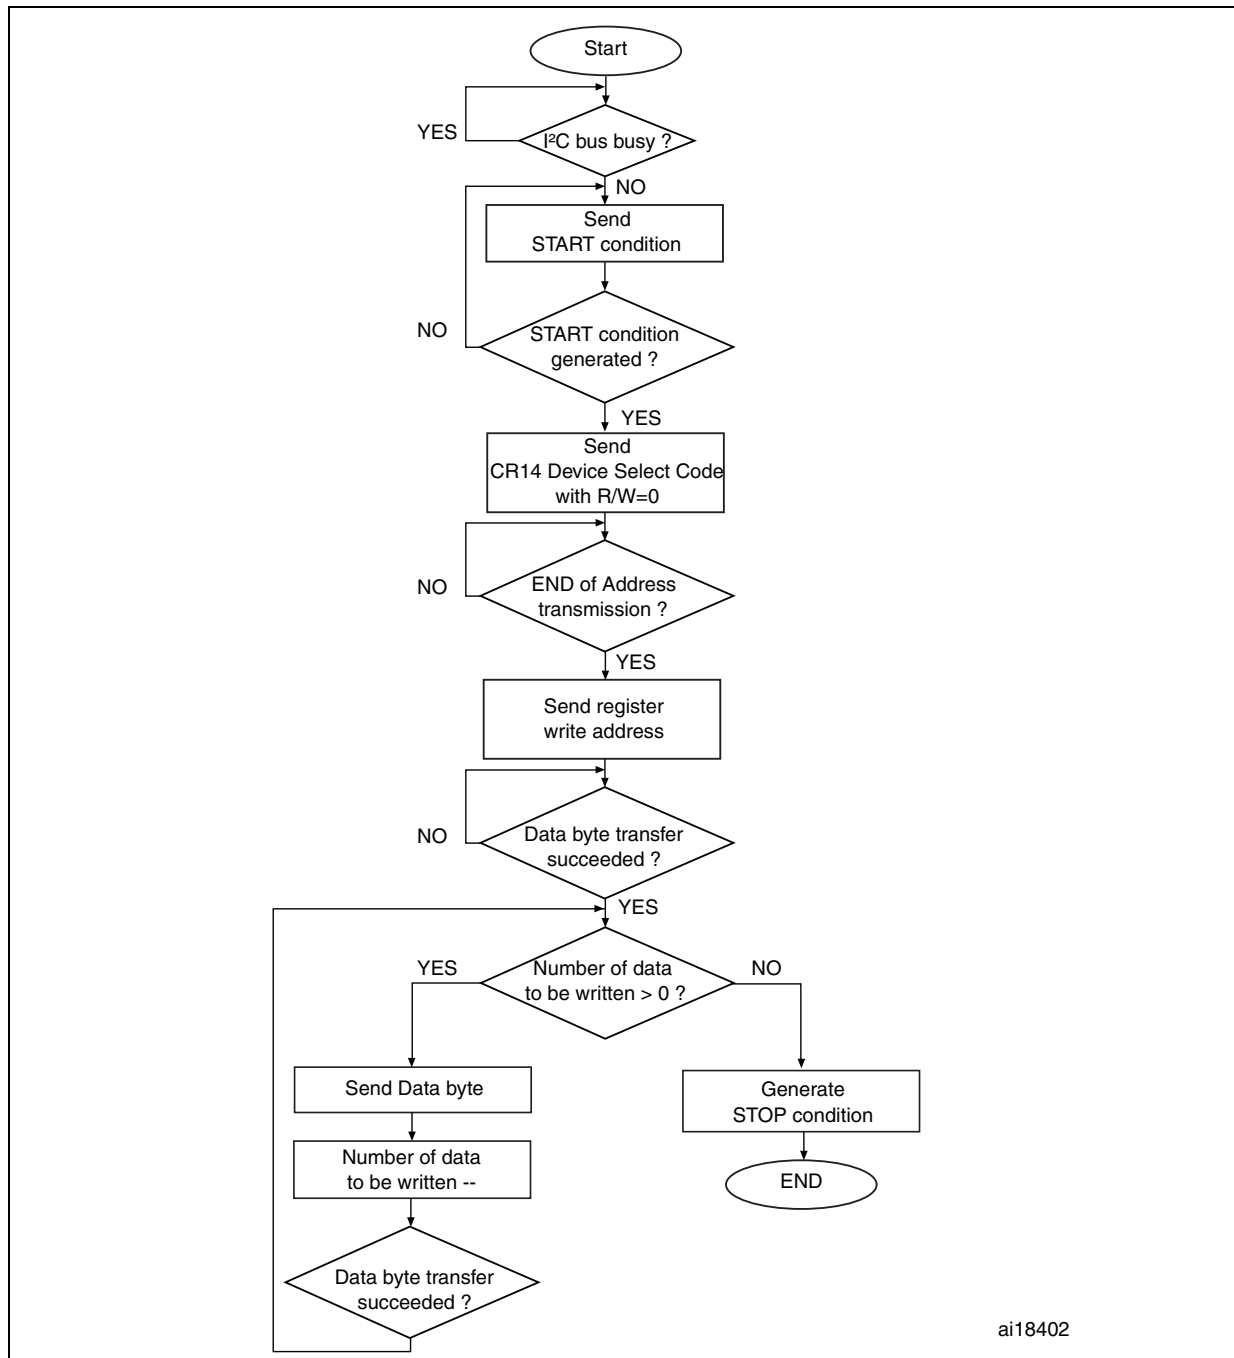 Start
YES
I²C bus busy ?
NO
Send
START condition
NO
START condition
generated ?
YES
Send
CR14 Device Select Code
with R/W=0
NO
END of Address
transmission ?
YES
Send register
write address
NO
Data byte transfer
succeeded ?
YES
YES
Number of data
to be written > 0 ?
NO
Send Data byte
Generate
STOP condition
Number of data
to be written --
END
Data byte transfer
succeeded ?
ai18402